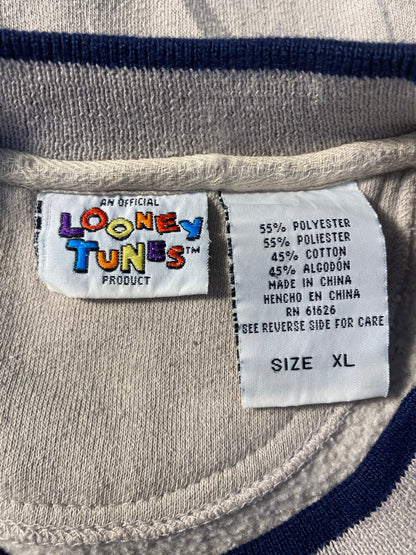 AN OFFICIAL
LOONEY
TUNES™
PRODUCT
55% POLYESTER
55% POLIESTER
45% COTTON
45% ALGODÓN
MADE IN CHINA
HENCHO EN CHINA
RN 61626
SEE REVERSE SIDE FOR CARE
SIZE XL